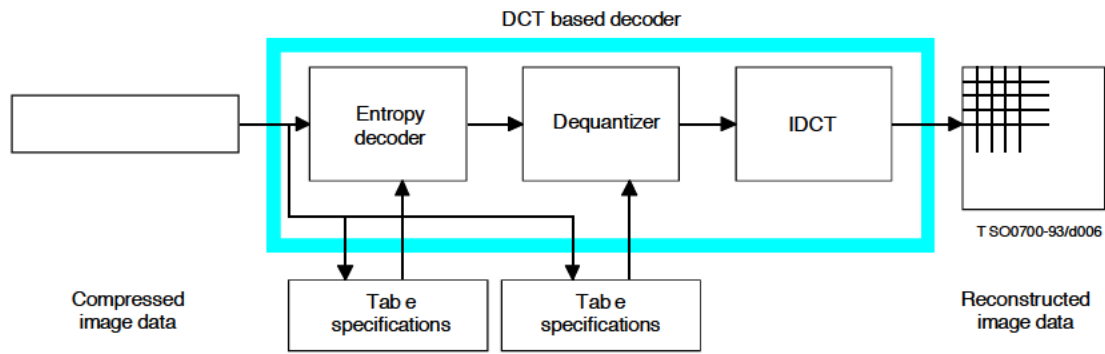 DCT based decoder
Entropy
decoder
Dequantizer
IDCT
TSO0700-93/d006
Compressed
image data
Tab e
specifications
Tab e
specifications
Reconstructed
image data